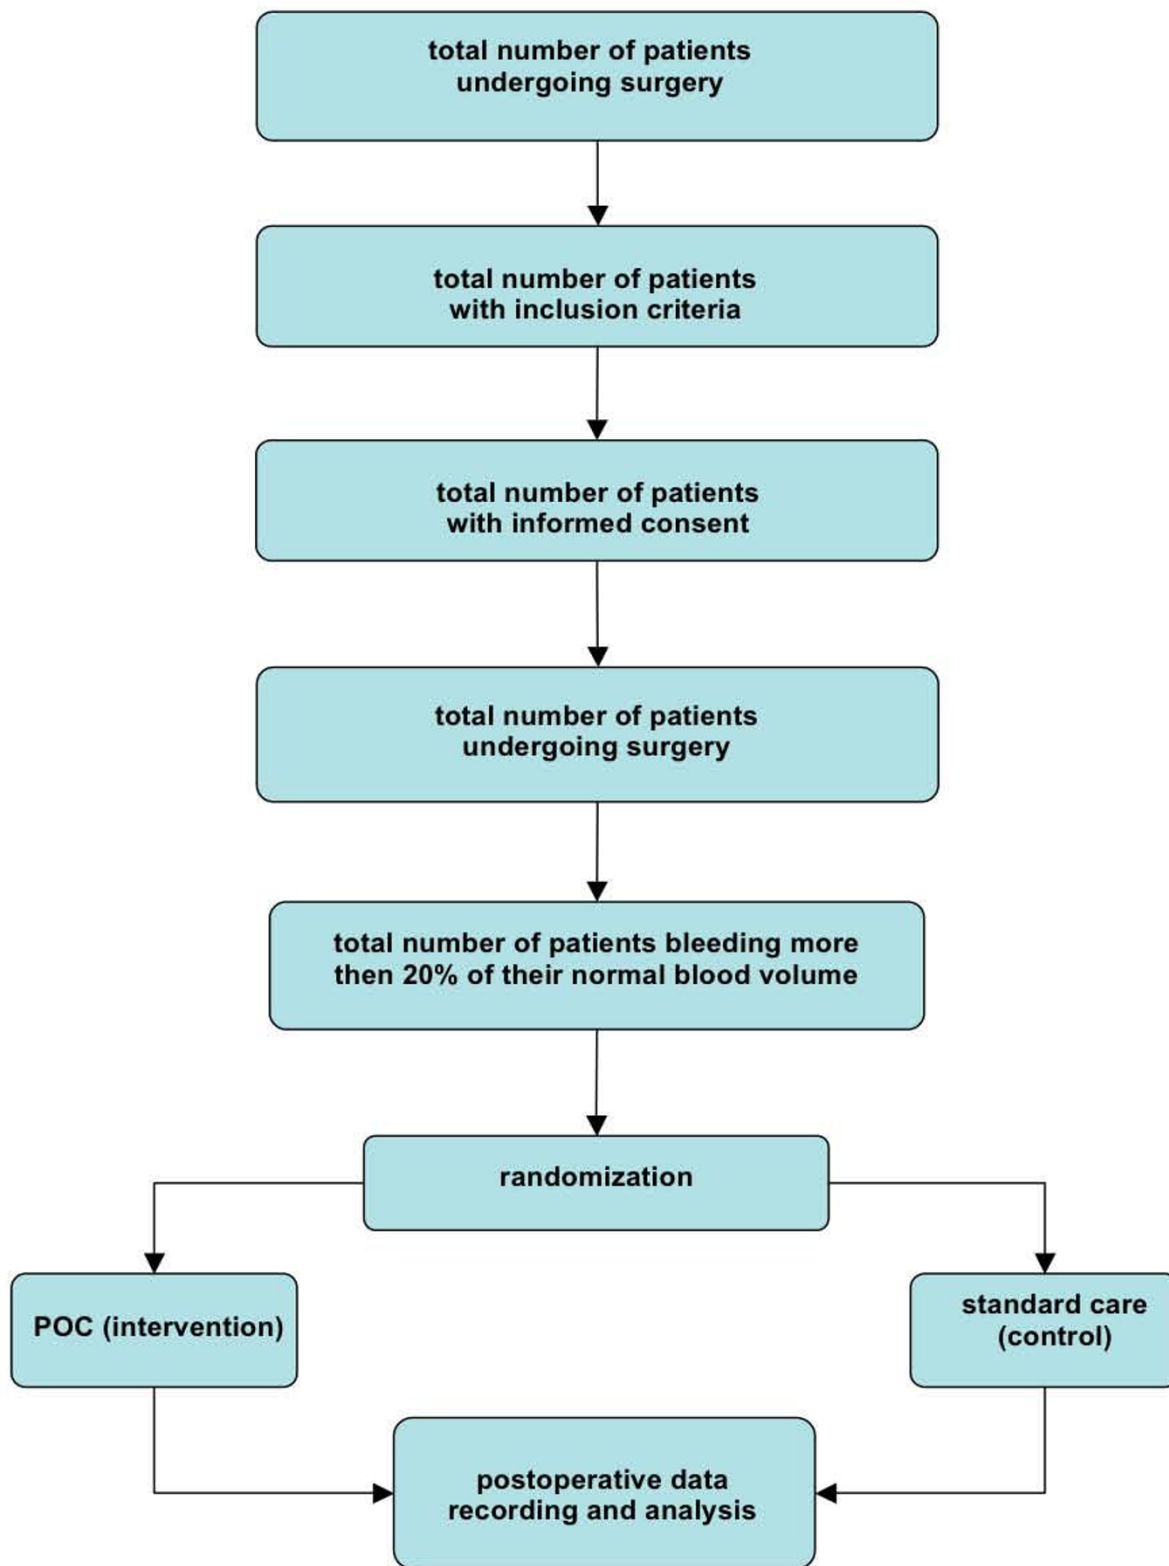 total number of patients
undergoing surgery
total number of patients
with inclusion criteria
total number of patients
with informed consent
total number of patients
undergoing surgery
total number of patients bleeding more
then 20% of their normal blood volume
randomization
POC (intervention)
standard care
(control)
postoperative data
recording and analysis